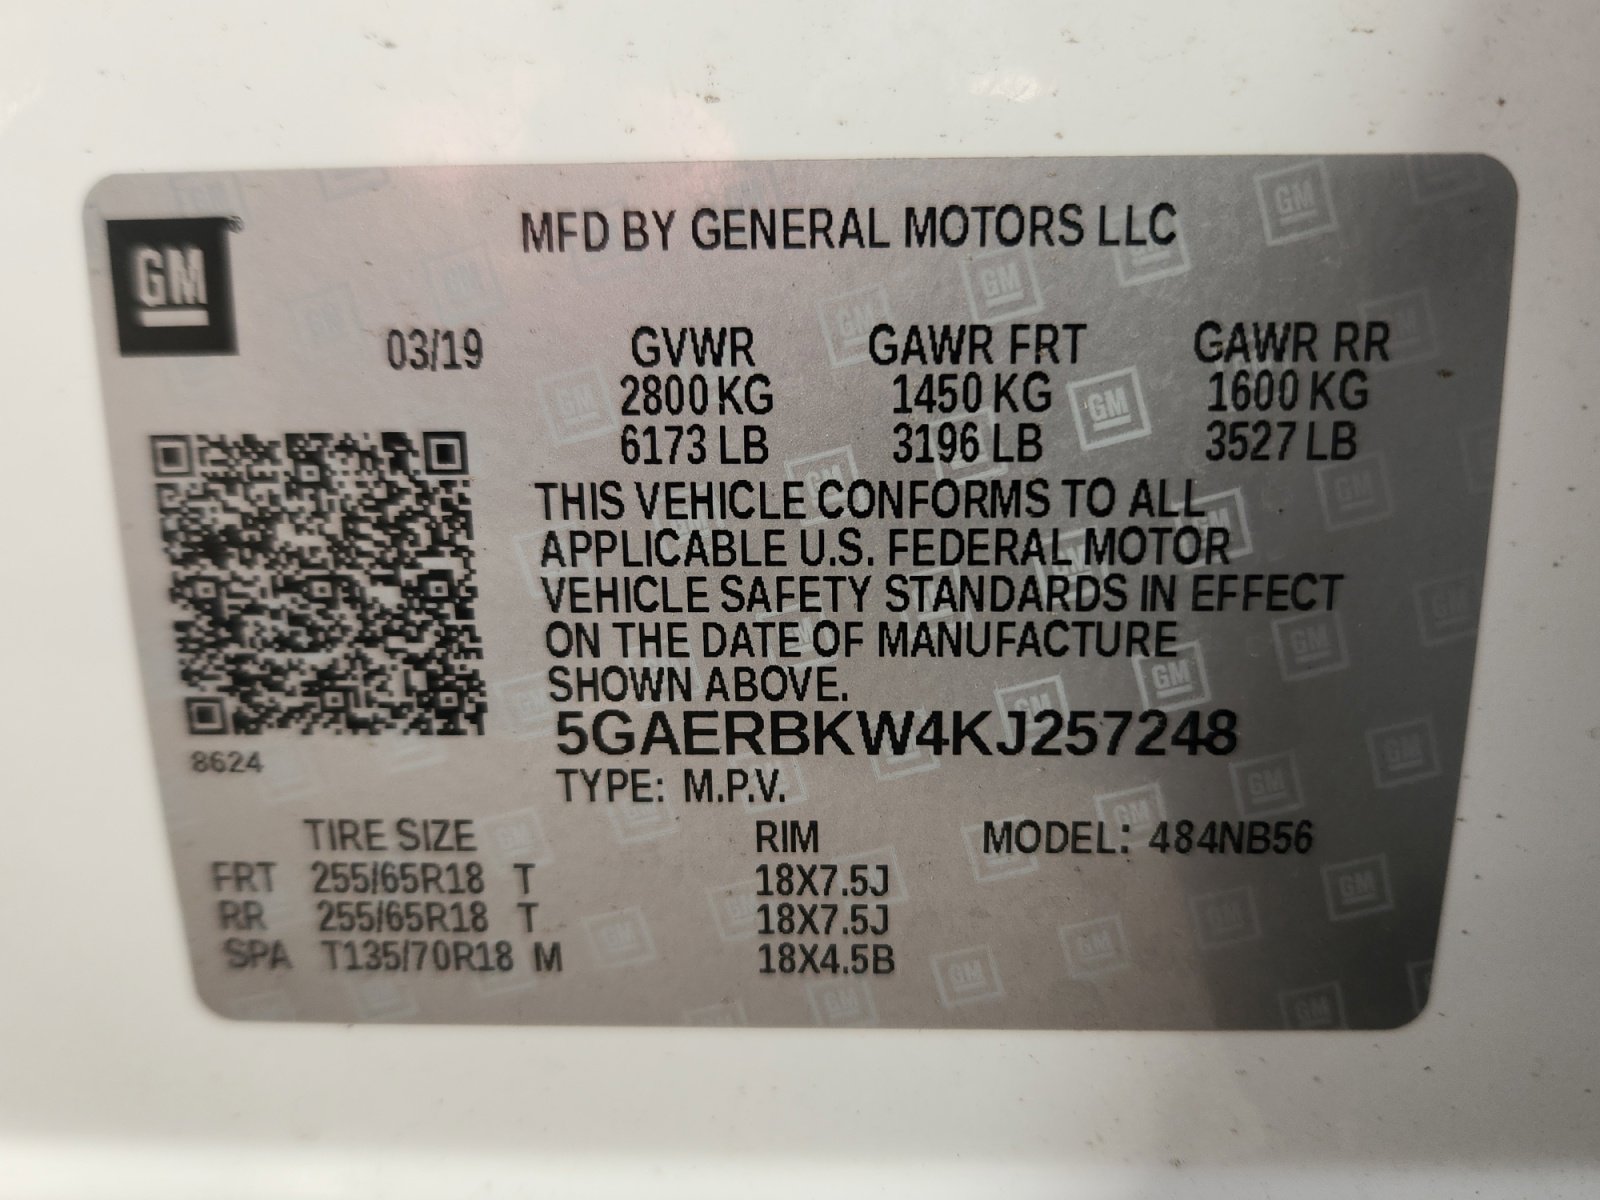 GM
MFD BY GENERAL MOTORS LLC
03/19 GVWR GAWR FRT GAWR RR
2800 KG 1450 KG 1600 KG
6173 LB 3196 LB 3527 LB
THIS VEHICLE CONFORMS TO ALL
APPLICABLE U.S. FEDERAL MOTOR
VEHICLE SAFETY STANDARDS IN EFFECT
ON THE DATE OF MANUFACTURE
SHOWN ABOVE.
5GAERBKW4KJ257248
8624
TYPE: M.P.V.
TIRE SIZE RIM MODEL: 484NB56
FRT 255/65R18 T 18X7.5J
RR 255/65R18 T 18X7.5J
SPA T135/70R18 M 18X4.5B